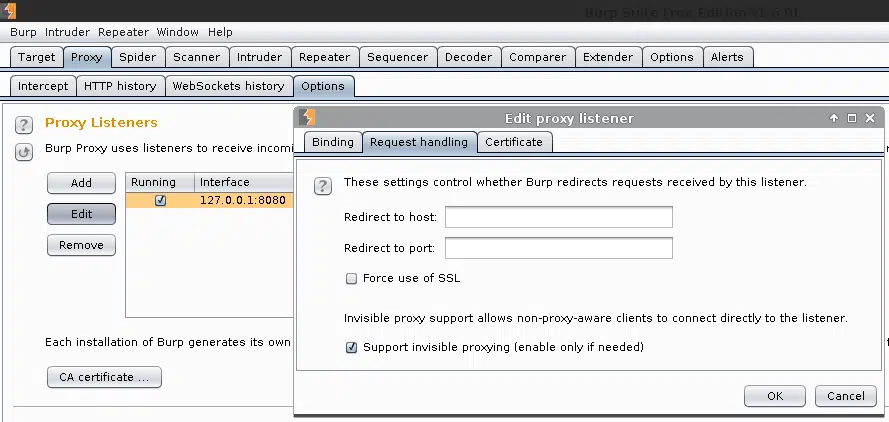 Burp Suite Free Edition v1.6.01
Burp Intruder Repeater Window Help
Target Proxy Spider Scanner Intruder Repeater Sequencer Decoder Comparer Extender Options Alerts
Intercept HTTP history WebSockets history Options
? Proxy Listeners
Burp Proxy uses listeners to receive incomi
Add
Edit
Remove
Running Interface
127.0.0.1:8080
Each installation of Burp generates its own
CA certificate ...
Edit proxy listener
Binding Request handling Certificate
? These settings control whether Burp redirects requests received by this listener.
Redirect to host:
Redirect to port:
Force use of SSL
Invisible proxy support allows non-proxy-aware clients to connect directly to the listener.
Support invisible proxying (enable only if needed)
OK Cancel